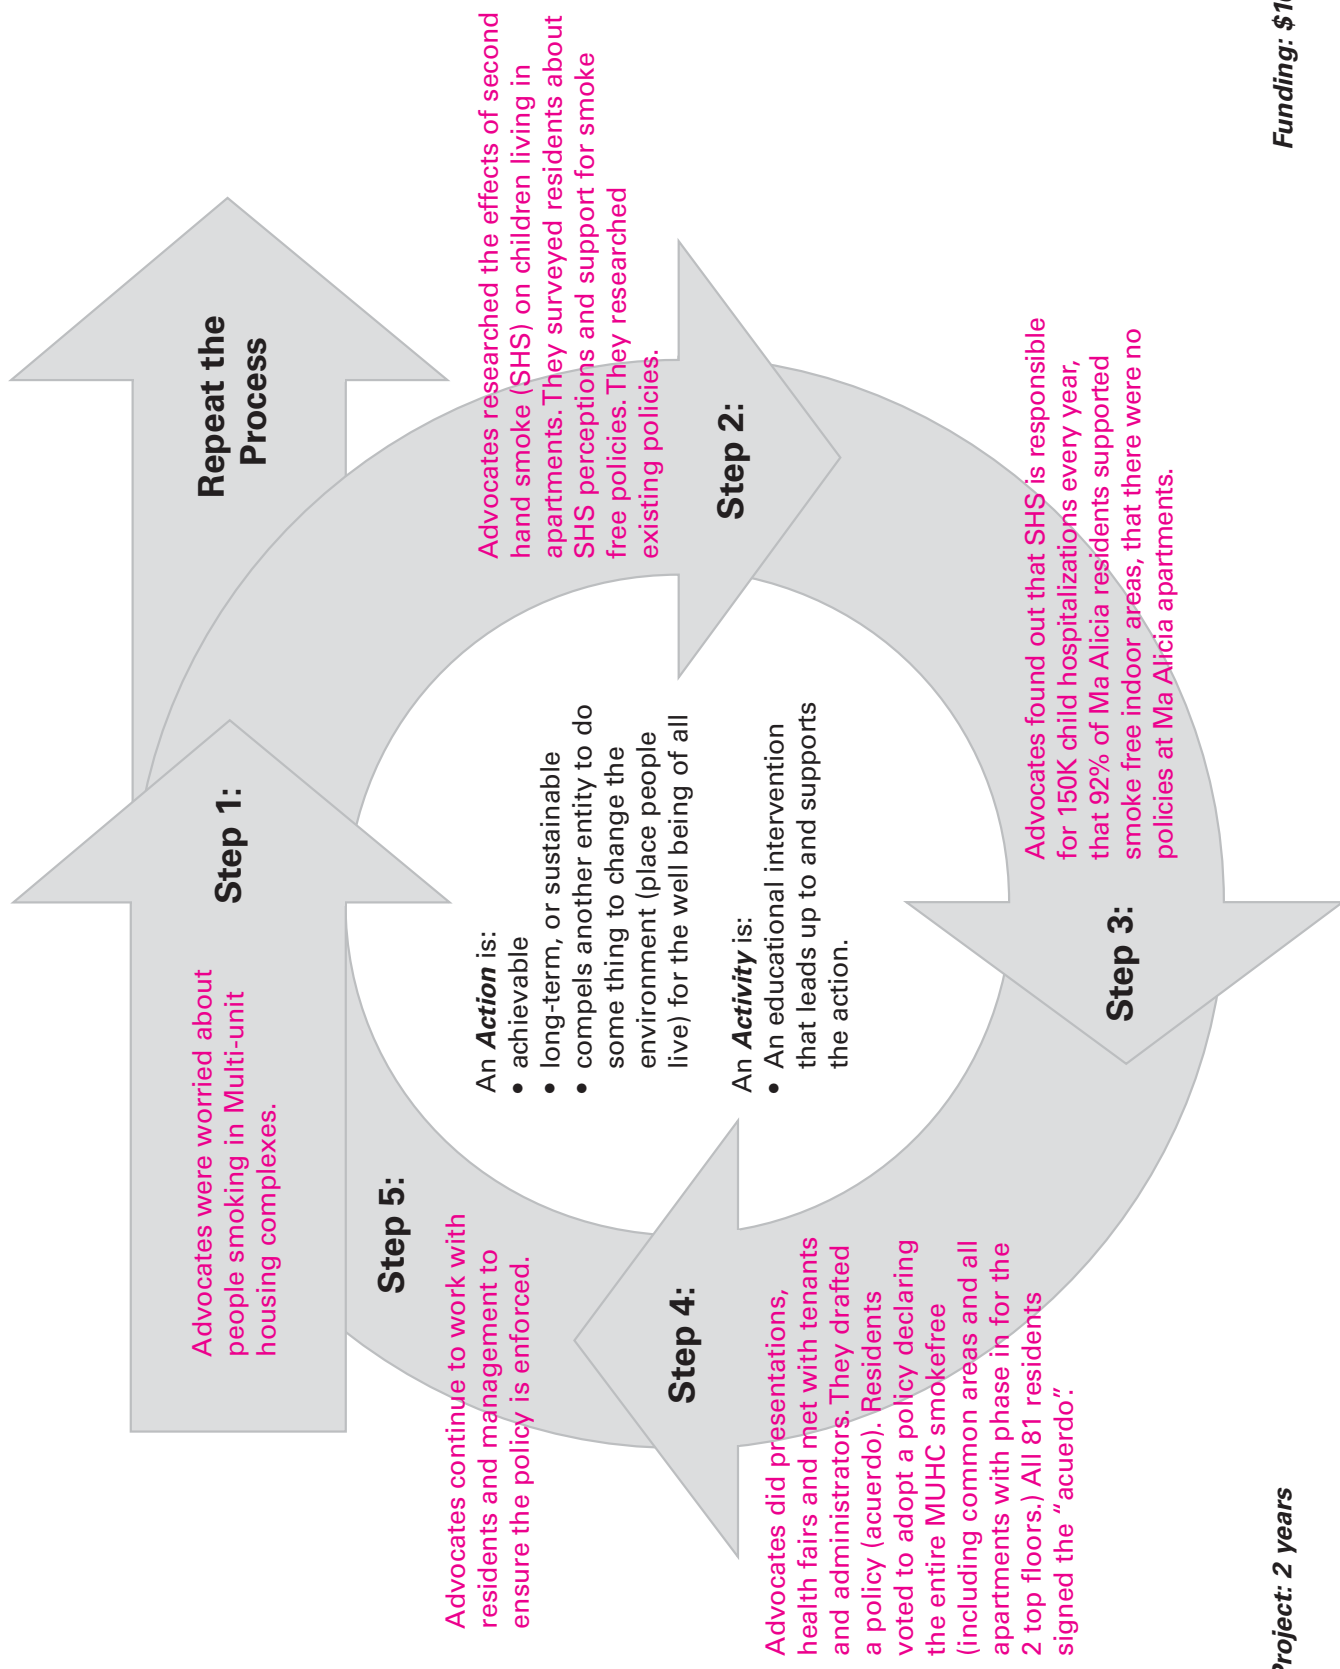 Advocates were worried about
people smoking in Multi-unit
housing complexes.
Step 1:
Repeat the
Process
Advocates researched the effects of second
hand smoke (SHS) on children living in
apartments. They surveyed residents about
SHS perceptions and support for smoke
free policies. They researched
existing policies.
Step 2:
Advocates found out that SHS is responsible
for 150K child hospitalizations every year,
that 92% of Ma Alicia residents supported
smoke free indoor areas, that there were no
policies at Ma Alicia apartments.
Step 3:
Step 4:
Advocates did presentations,
health fairs and met with tenants
and administrators. They drafted
a policy (acuerdo). Residents
voted to adopt a policy declaring
the entire MUHC smokefree
(including common areas and all
apartments with phase in for the
2 top floors.) All 81 residents
signed the “acuerdo”.
Step 5:
Advocates continue to work with
residents and management to
ensure the policy is enforced.
An Action is:
• achievable
• long-term, or sustainable
• compels another entity to do
some thing to change the
environment (place people
live) for the well being of all
An Activity is:
• An educational intervention
that leads up to and supports
the action.
Project: 2 years
Funding: